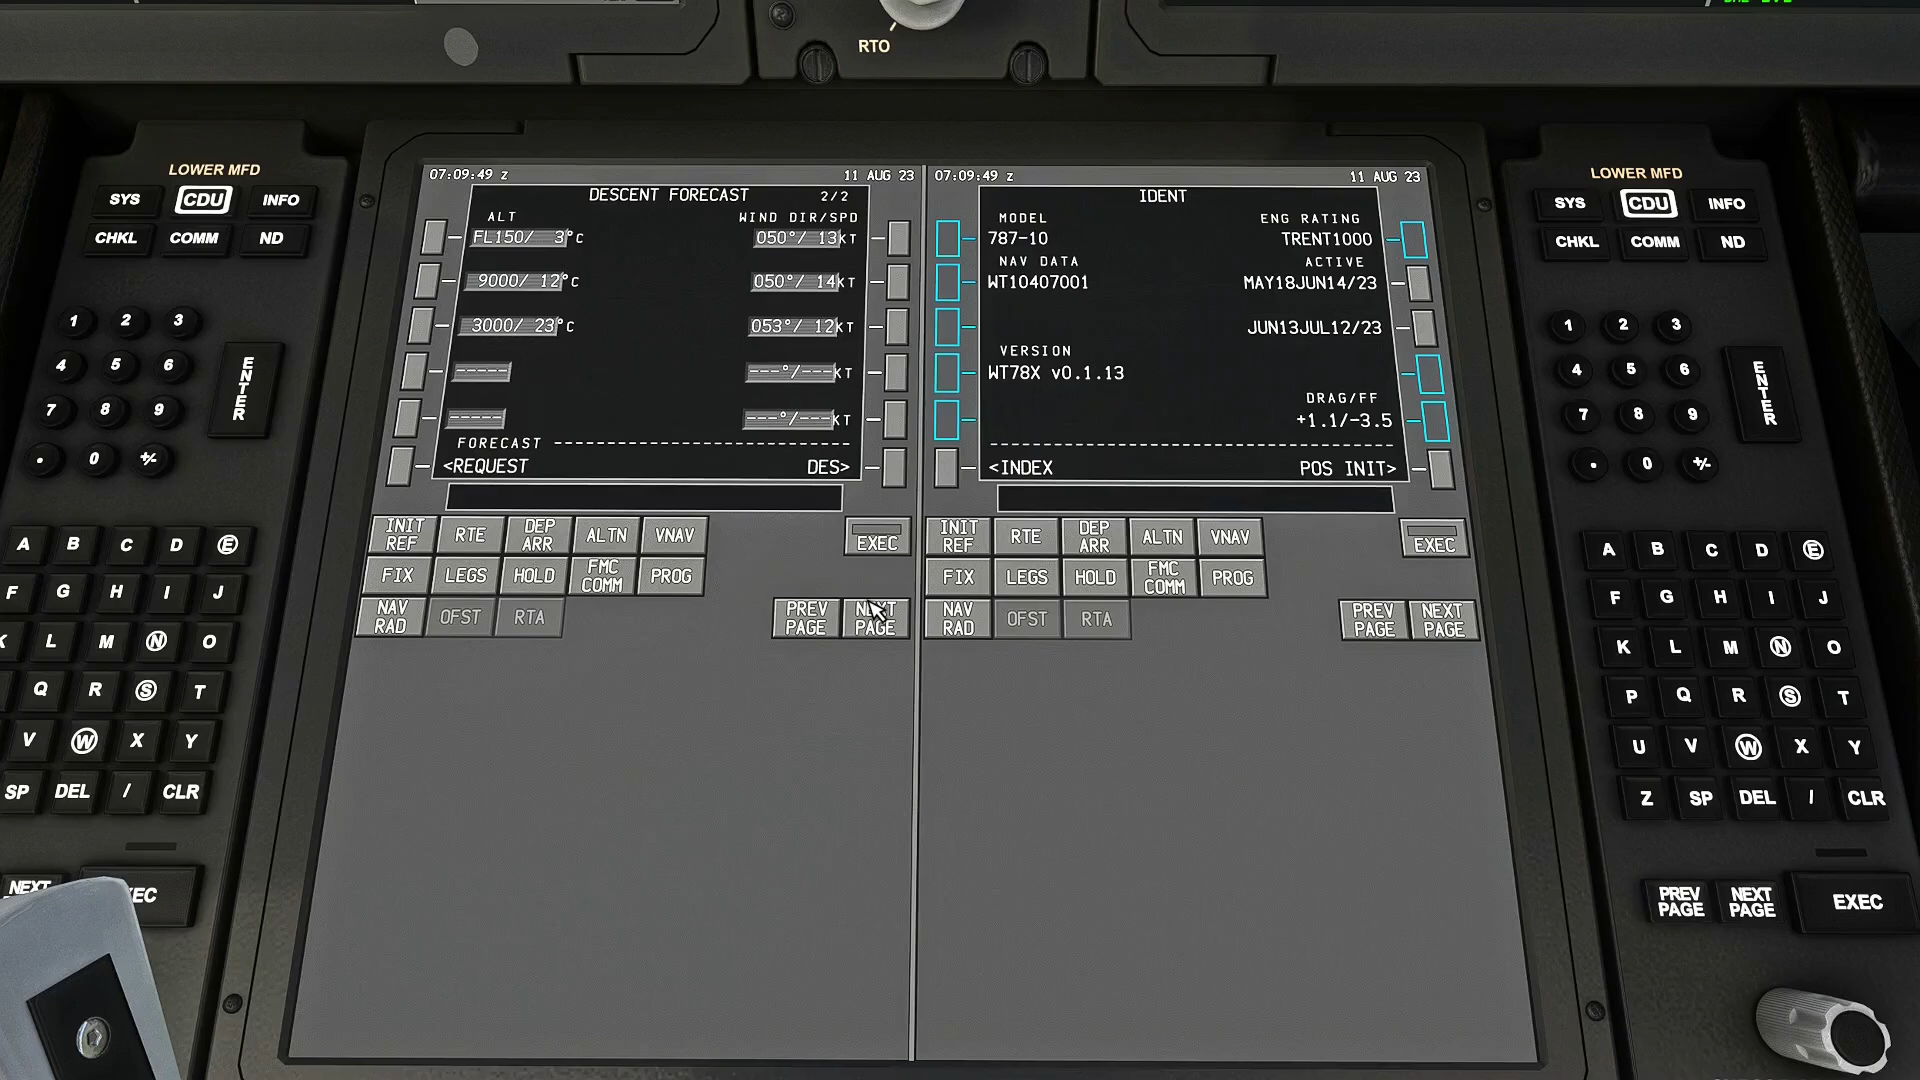 RTO
LOWER MFD
SYS CDU INFO
CHKL COMM ND
1 2 3
4 5 6
7 8 9
. 0 +/-
ENTER
A B C D E
F G H I J
K L M N O
Q R S T
V W X Y
SP DEL / CLR
NEXT
EXEC
07:09:49 z 11 AUG 23
DESCENT FORECAST 2/2
ALT WIND DIR/SPD
FL150/ 3°C 050°/ 13KT
9000/ 12°C 050°/ 14KT
3000/ 23°C 053°/ 12KT
----- ---°/---KT
----- ---°/---KT
FORECAST --------------------------------
<REQUEST DES>
INIT REF RTE DEP ARR ALTN VNAV EXEC
FIX LEGS HOLD FMC COMM PROG
NAV RAD OFST RTA PREV PAGE NEXT PAGE
07:09:49 z 11 AUG 23
IDENT
MODEL ENG RATING
787-10 TRENT1000
NAV DATA ACTIVE
WT10407001 MAY18JUN14/23
JUN13JUL12/23
VERSION
WT78X v0.1.13
DRAG/FF
+1.1/-3.5
<INDEX POS INIT>
INIT REF RTE DEP ARR ALTN VNAV EXEC
FIX LEGS HOLD FMC COMM PROG
NAV RAD OFST RTA PREV PAGE NEXT PAGE
LOWER MFD
SYS CDU INFO
CHKL COMM ND
1 2 3
4 5 6
7 8 9
. 0 +/-
ENTER
A B C D E
F G H I J
K L M N O
P Q R S T
U V W X Y
Z SP DEL / CLR
PREV PAGE NEXT PAGE EXEC